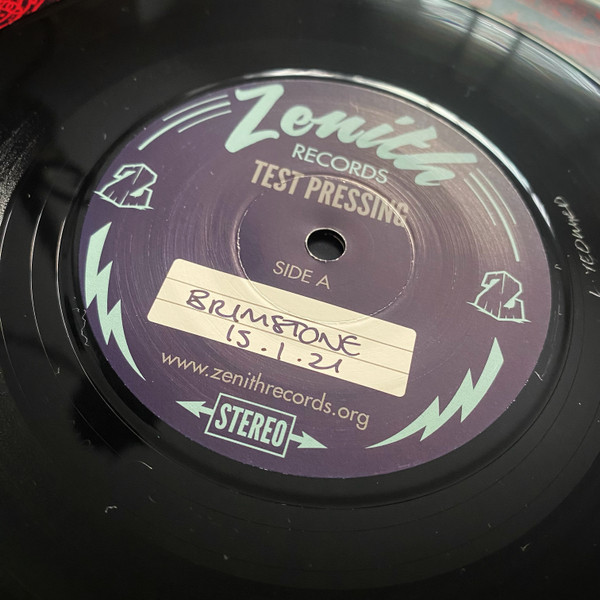 Zenith
RECORDS
TEST PRESSING
SIDE A
BRIMSTONE
15.1.21
www.zenithrecords.org
STEREO
Z
Z